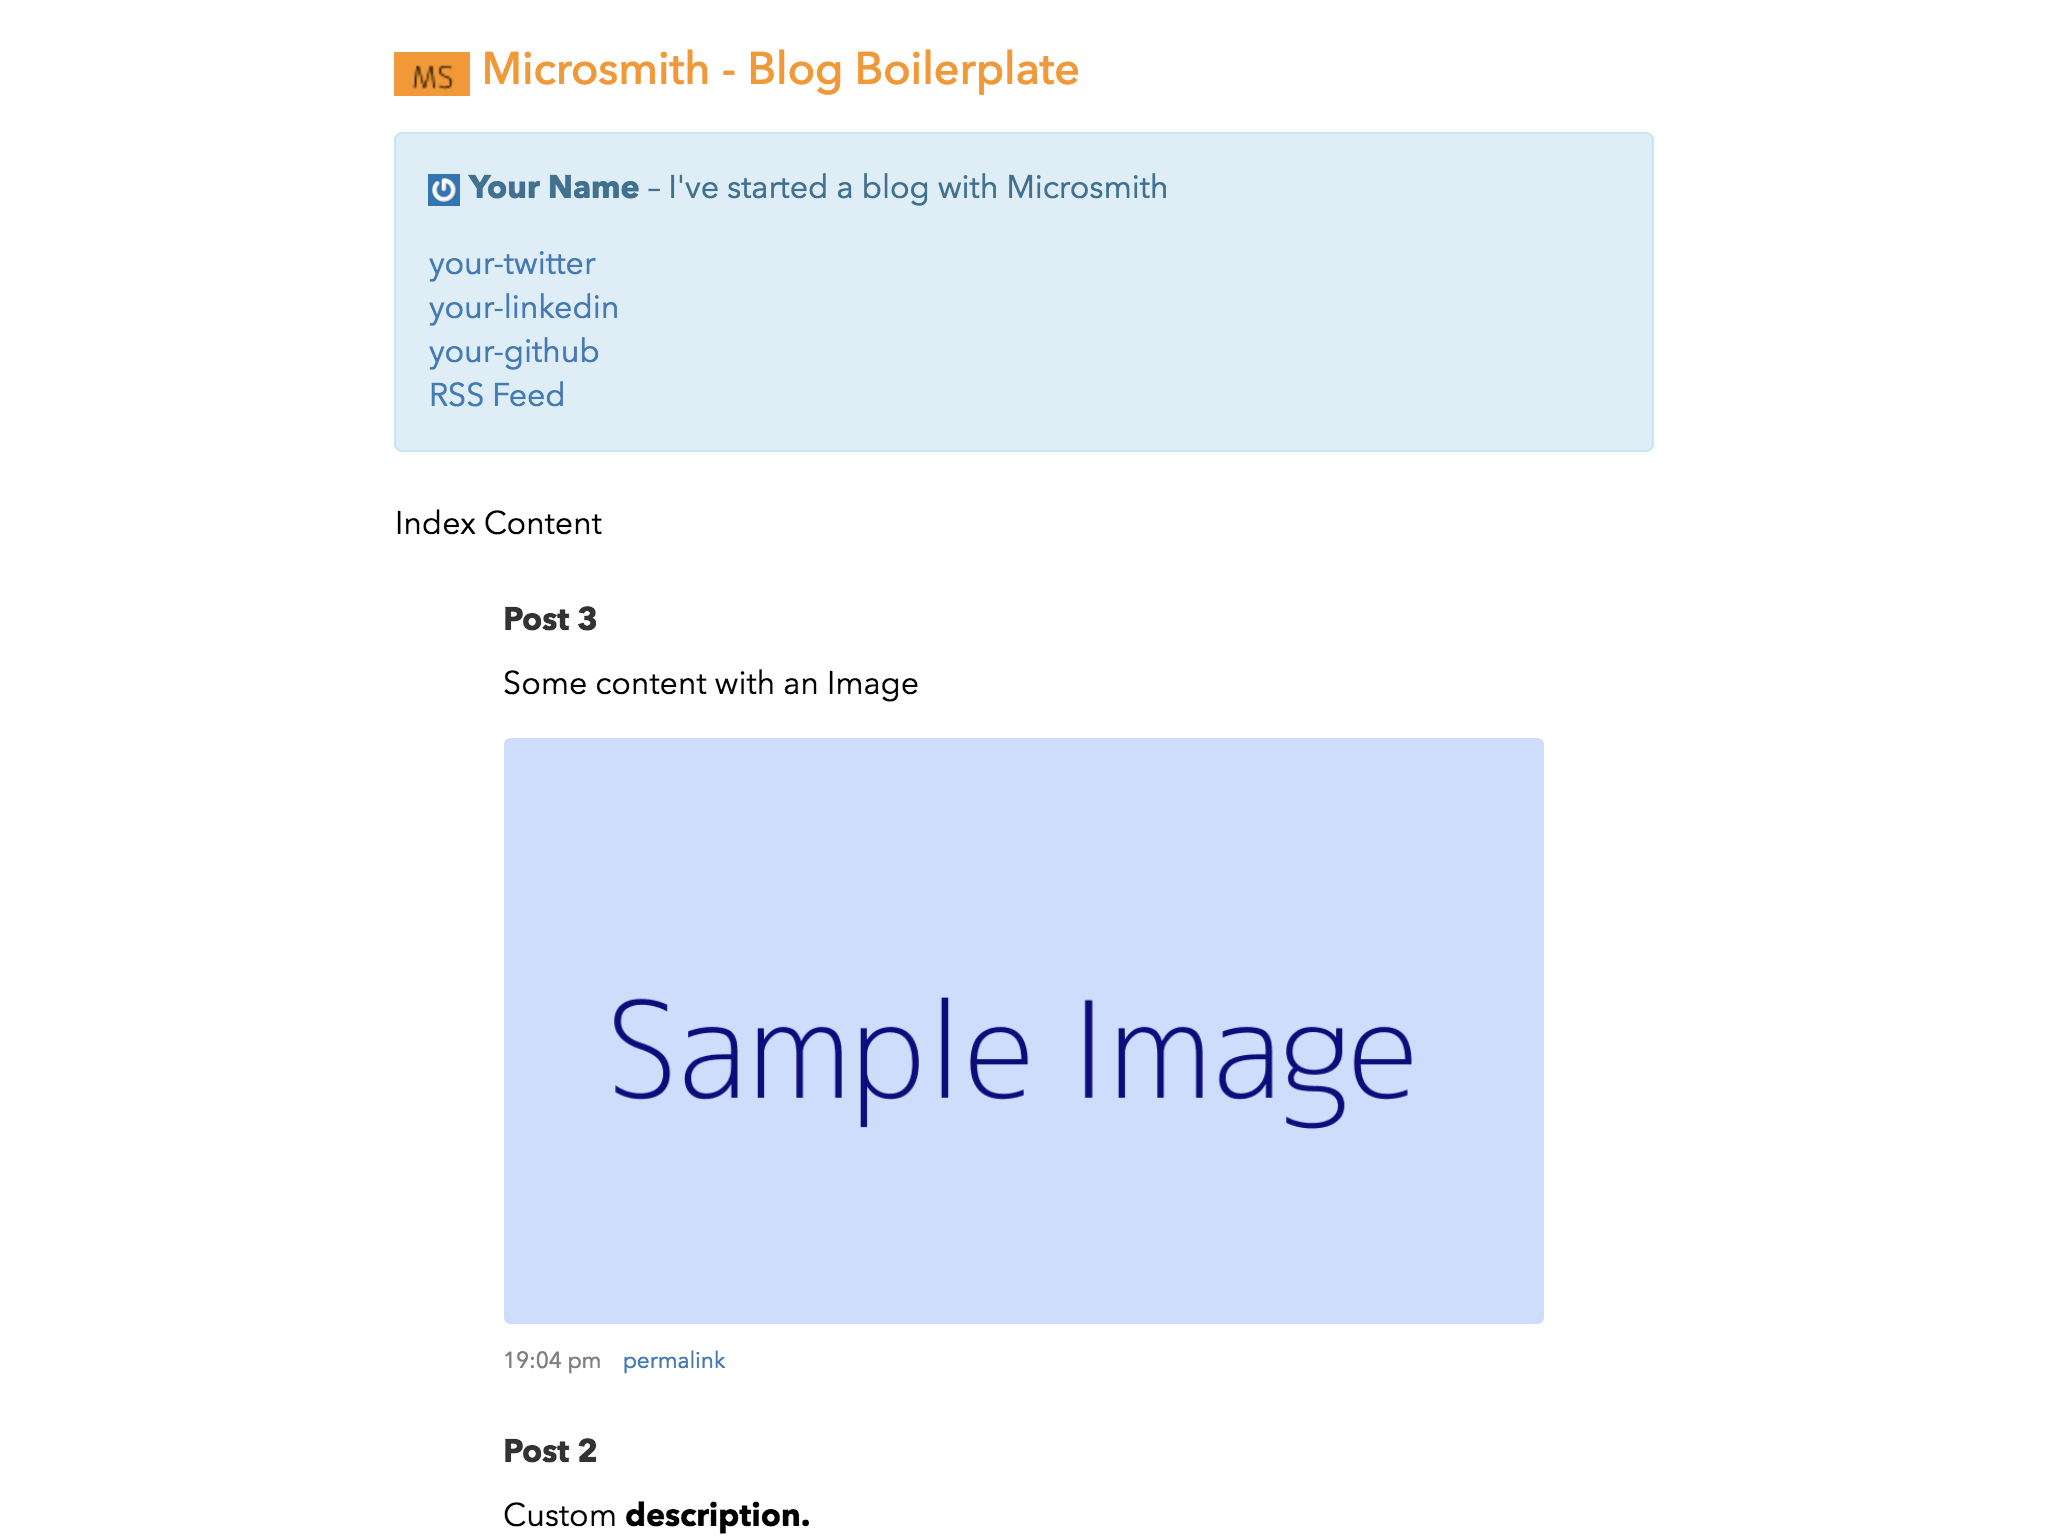 MS Microsmith - Blog Boilerplate
Your Name – I've started a blog with Microsmith
your-twitter
your-linkedin
your-github
RSS Feed
Index Content
Post 3
Some content with an Image
Sample Image
19:04 pm permalink
Post 2
Custom description.